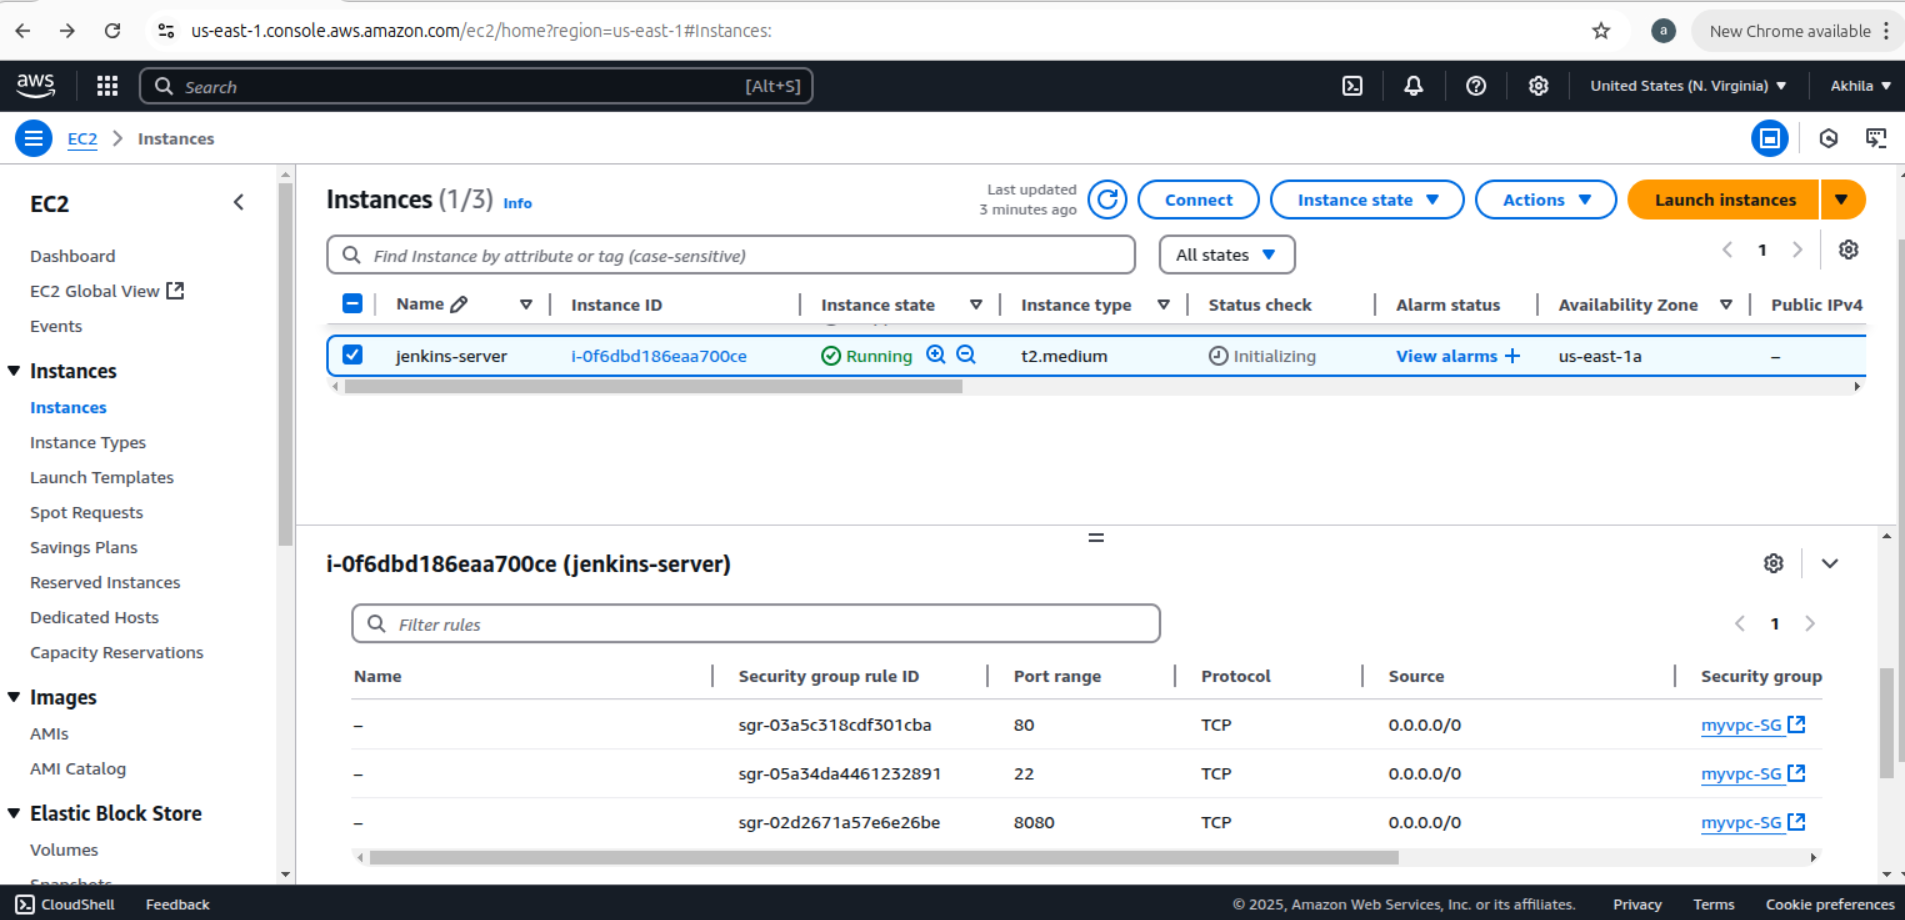 us-east-1.console.aws.amazon.com/ec2/home?region=us-east-1#Instances:
a
New Chrome available
aws
Search
[Alt+S]
United States (N. Virginia)
Akhila
EC2
Instances
EC2
Dashboard
EC2 Global View
Events
Instances
Instances
Instance Types
Launch Templates
Spot Requests
Savings Plans
Reserved Instances
Dedicated Hosts
Capacity Reservations
Images
AMIs
AMI Catalog
Elastic Block Store
Volumes
Snapshots
Instances (1/3) Info
Last updated
3 minutes ago
Connect
Instance state
Actions
Launch instances
Find Instance by attribute or tag (case-sensitive)
All states
1
Name Instance ID Instance state Instance type Status check Alarm status Availability Zone Public IPv4
jenkins-server i-0f6dbd186eaa700ce Running t2.medium Initializing View alarms + us-east-1a –
i-0f6dbd186eaa700ce (jenkins-server)
Filter rules
1
Name Security group rule ID Port range Protocol Source Security group
– sgr-03a5c318cdf301cba 80 TCP 0.0.0.0/0 myvpc-SG
– sgr-05a34da4461232891 22 TCP 0.0.0.0/0 myvpc-SG
– sgr-02d2671a57e6e26be 8080 TCP 0.0.0.0/0 myvpc-SG
CloudShell Feedback © 2025, Amazon Web Services, Inc. or its affiliates. Privacy Terms Cookie preferences